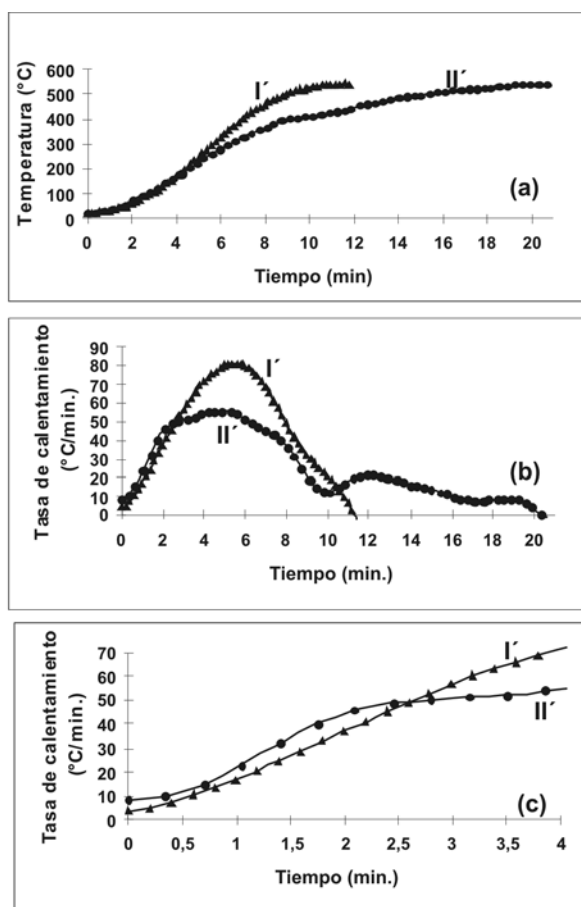 Temperatura (°C)
600
500
400
300
200
100
0
I´
II´
(a)
0 2 4 6 8 10 12 14 16 18 20
Tiempo (min)
Tasa de calentamiento
(°C/min.)
90
80
70
60
50
40
30
20
10
0
I´
II´
(b)
0 2 4 6 8 10 12 14 16 18 20
Tiempo (min.)
Tasa de calentamiento
(°C/min.)
70
60
50
40
30
20
10
0
I´
II´
(c)
0 0,5 1 1,5 2 2,5 3 3,5 4
Tiempo (min.)